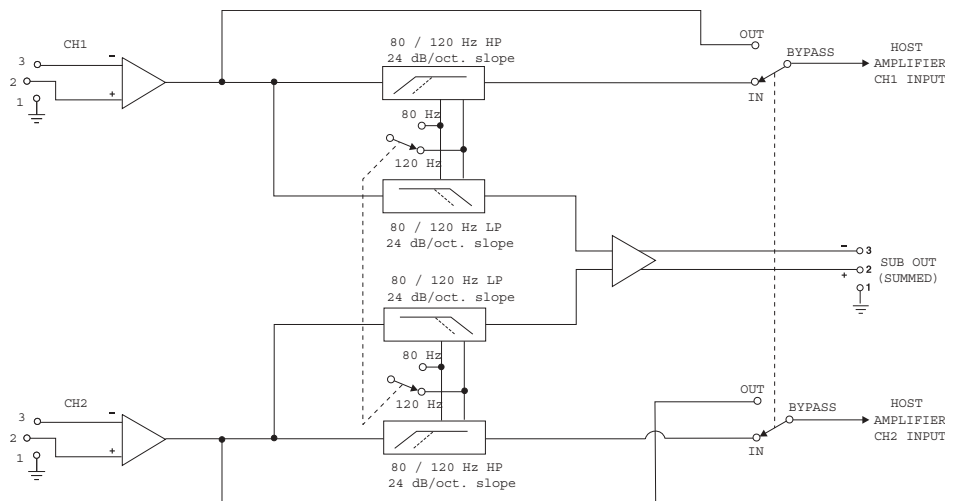 CH1
3
2
1
-
+
80 / 120 Hz HP
24 dB/oct. slope
80 Hz
120 Hz
80 / 120 Hz LP
24 dB/oct. slope
OUT
BYPASS
IN
HOST
AMPLIFIER
CH1 INPUT
- 3
+ 2
1
SUB OUT
(SUMMED)
80 / 120 Hz LP
24 dB/oct. slope
80 Hz
120 Hz
80 / 120 Hz HP
24 dB/oct. slope
CH2
3
2
1
-
+
OUT
BYPASS
IN
HOST
AMPLIFIER
CH2 INPUT